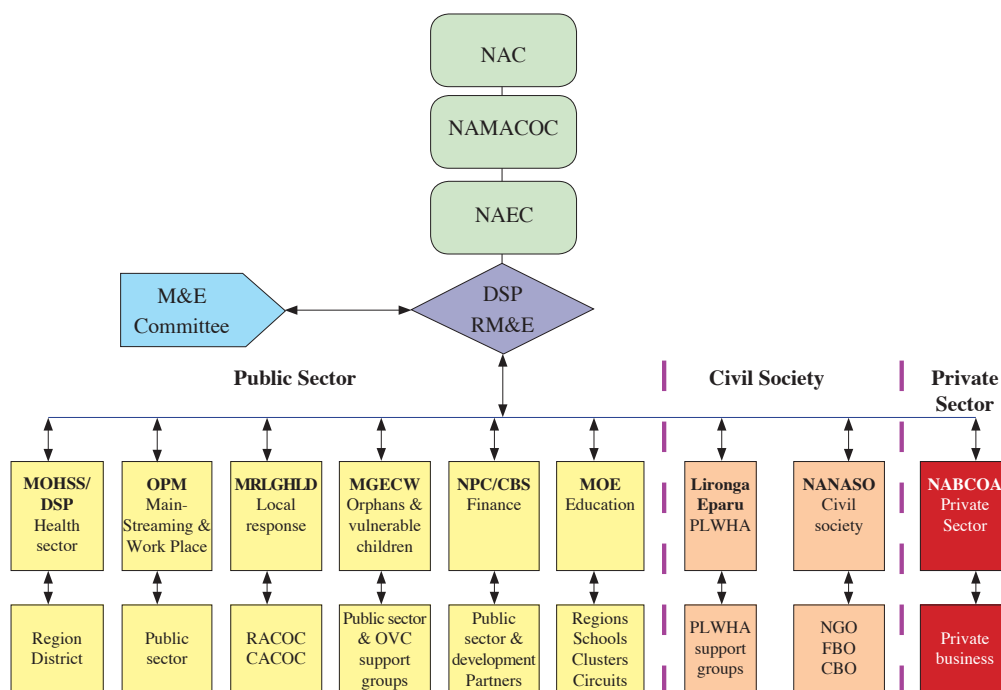 NAC
NAMACOC
NAEC
M&E
Committee
DSP
RM&E
Public Sector
Civil Society
Private
Sector
MOHSS/
DSP
Health
sector
OPM
Main-
Streaming &
Work Place
MRLGHLD
Local
response
MGECW
Orphans &
vulnerable
children
NPC/CBS
Finance
MOE
Education
Lironga
Eparu
PLWHA
NANASO
Civil
society
NABCOA
Private
Sector
Region
District
Public
sector
RACOC
CACOC
Public sector
& OVC
support
groups
Public
sector &
development
Partners
Regions
Schools
Clusters
Circuits
PLWHA
support
groups
NGO
FBO
CBO
Private
business